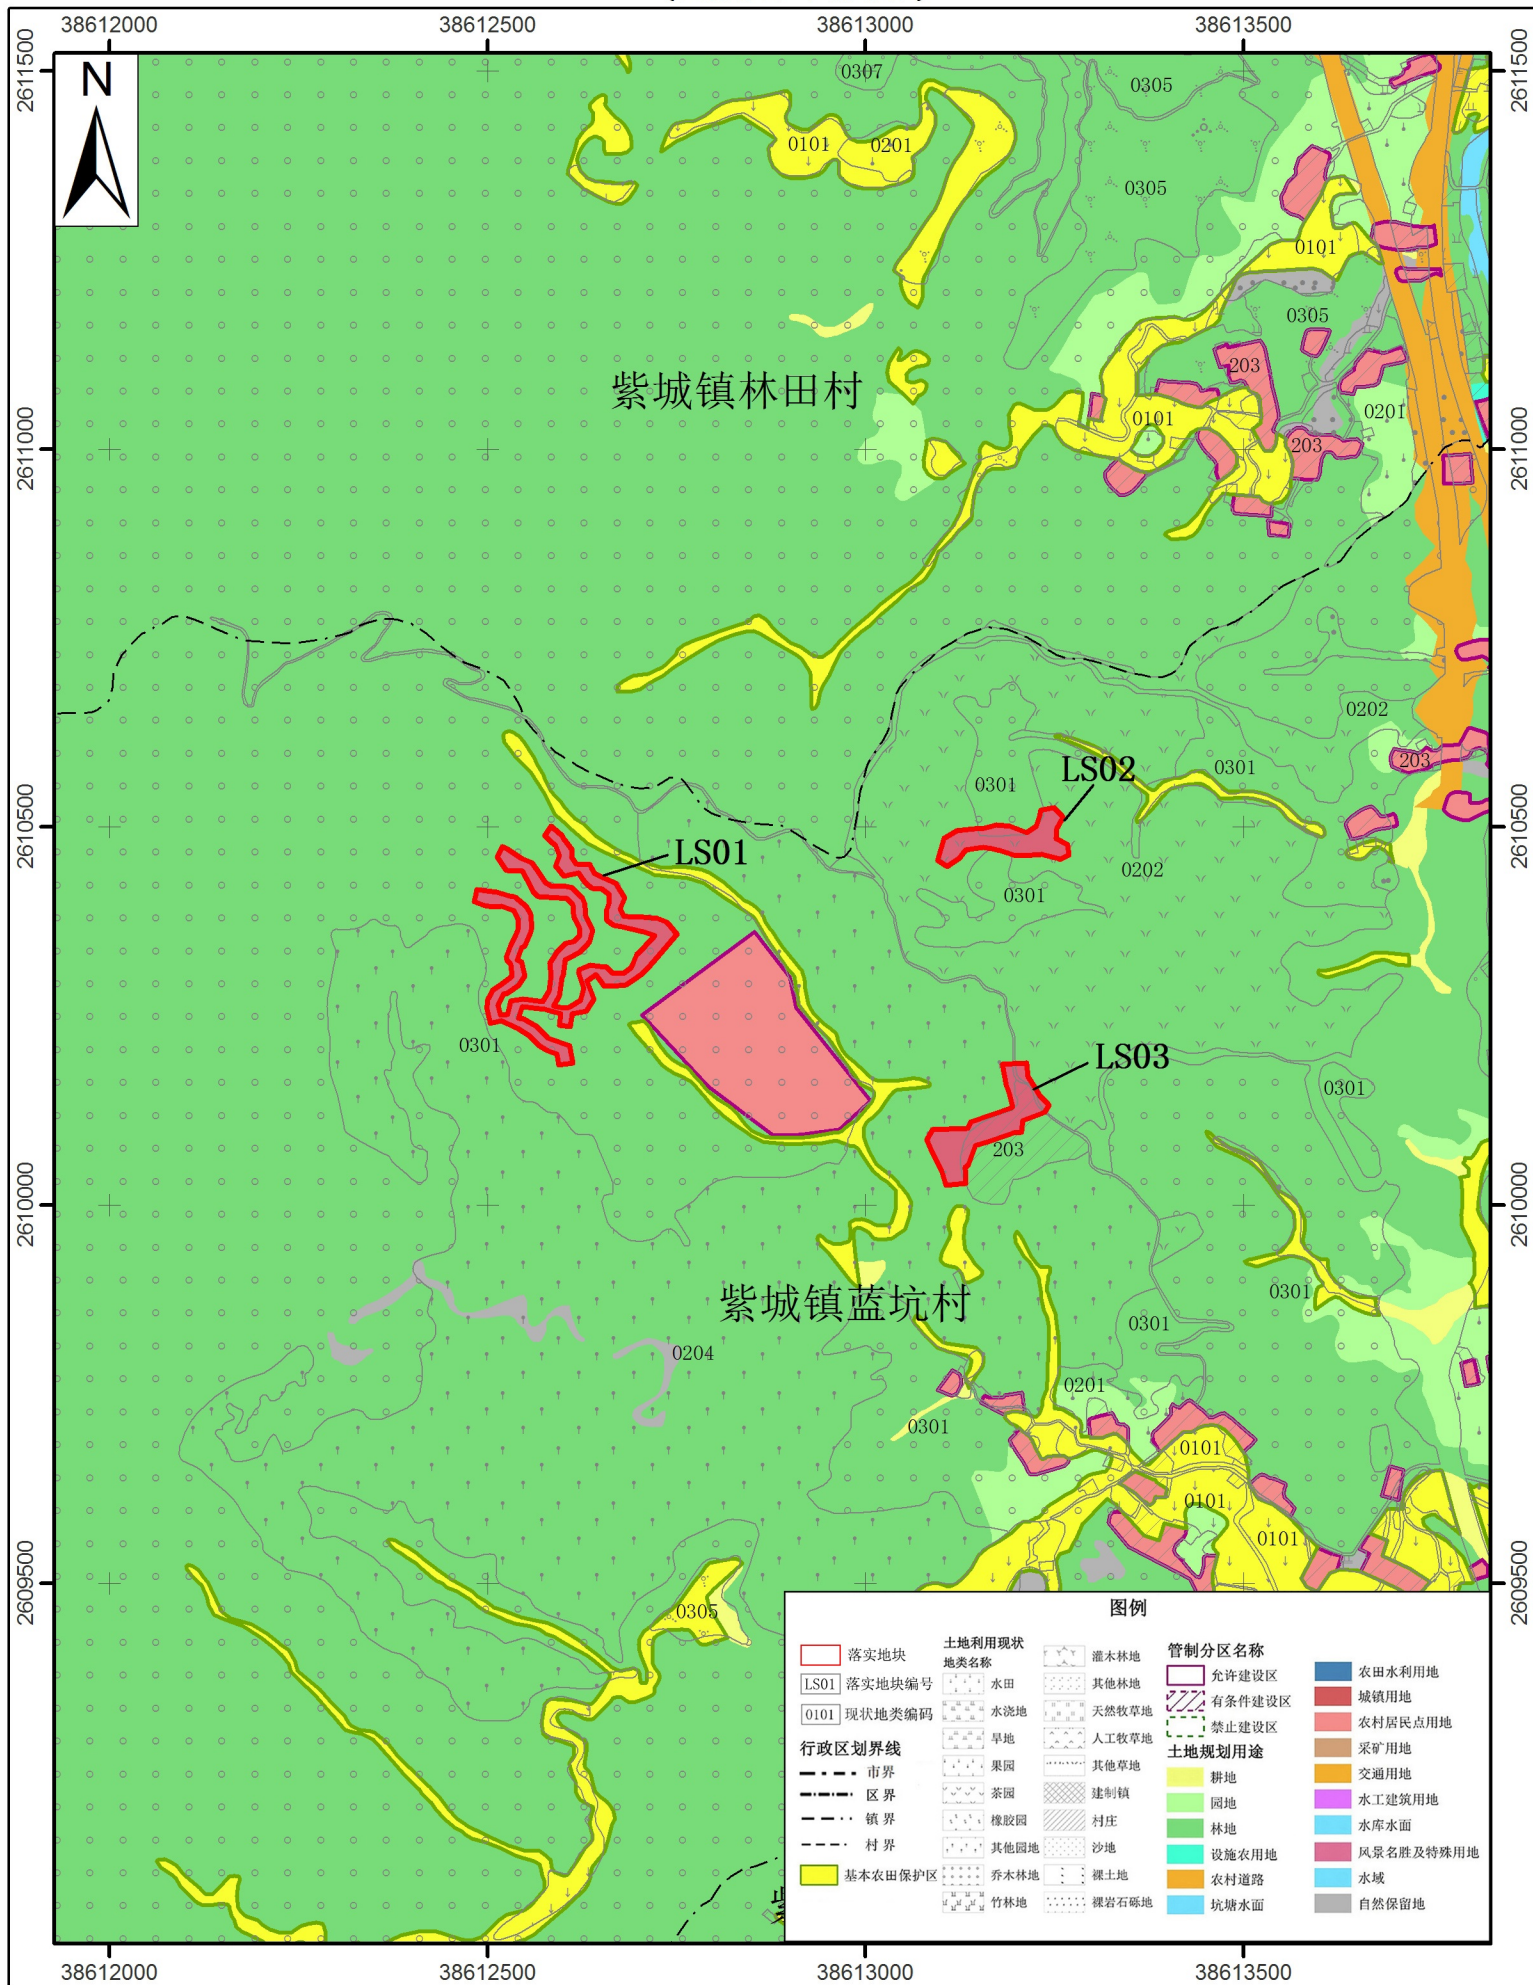 38612000
38612500
38613000
38613500
2611500
2611500
N
0307
0305
0101
0201
0305
0101
0305
203
紫城镇林田村
0201
0101
203
2611000
2611000
0202
203
0301
LS02
0301
2610500
2610500
LS01
0202
0301
0301
LS03
0301
203
2610000
2610000
0301
紫城镇蓝坑村
0301
0204
0201
0301
0101
0101
0101
2609500
2609500
0305
图例
落实地块
LS01 落实地块编号
0101 现状地类编码
行政区划界线
市界
区界
镇界
村界
基本农田保护区
土地利用现状
地类名称
水田
水浇地
旱地
果园
茶园
橡胶园
其他园地
乔木林地
竹林地
灌木林地
其他林地
天然牧草地
人工牧草地
其他草地
建制镇
村庄
沙地
裸土地
裸岩石砾地
管制分区名称
允许建设区
有条件建设区
禁止建设区
土地规划用途
耕地
园地
林地
设施农用地
农村道路
坑塘水面
农田水利用地
城镇用地
农村居民点用地
采矿用地
交通用地
水工建筑用地
水库水面
风景名胜及特殊用地
水域
自然保留地
38612000
38612500
38613000
38613500